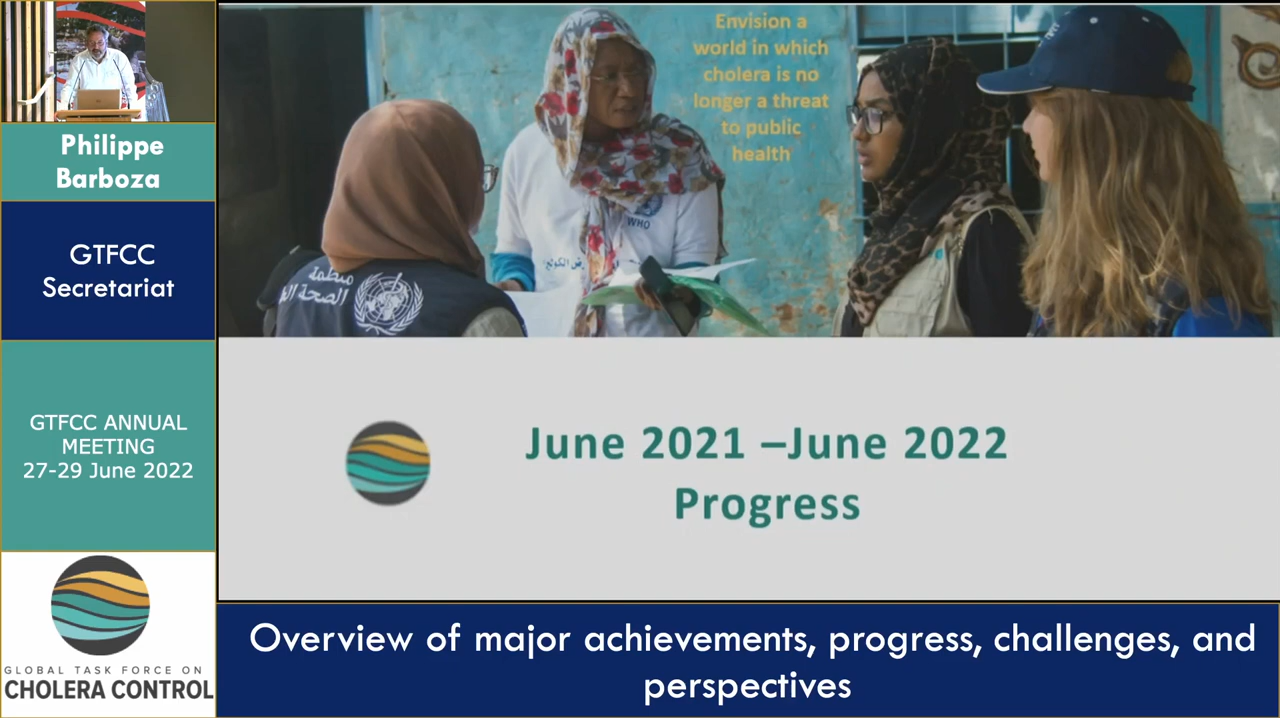 Philippe
Barboza
GTFCC
Secretariat
GTFCC ANNUAL
MEETING
27-29 June 2022
GLOBAL TASK FORCE ON
CHOLERA CONTROL
Envision a
world in which
cholera is no
longer a threat
to public
health
WHO
منظمة
الصحة
June 2021 –June 2022
Progress
Overview of major achievements, progress, challenges, and
perspectives